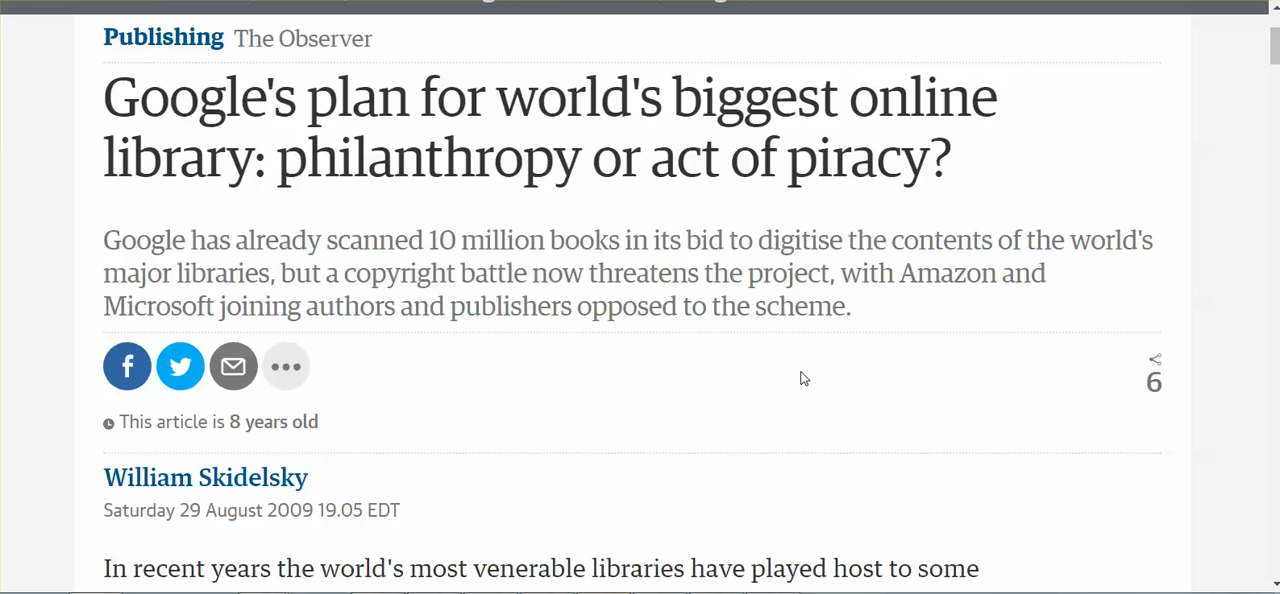 Publishing The Observer
Google's plan for world's biggest online
library: philanthropy or act of piracy?
Google has already scanned 10 million books in its bid to digitise the contents of the world's
major libraries, but a copyright battle now threatens the project, with Amazon and
Microsoft joining authors and publishers opposed to the scheme.
6
This article is 8 years old
William Skidelsky
Saturday 29 August 2009 19.05 EDT
In recent years the world's most venerable libraries have played host to some